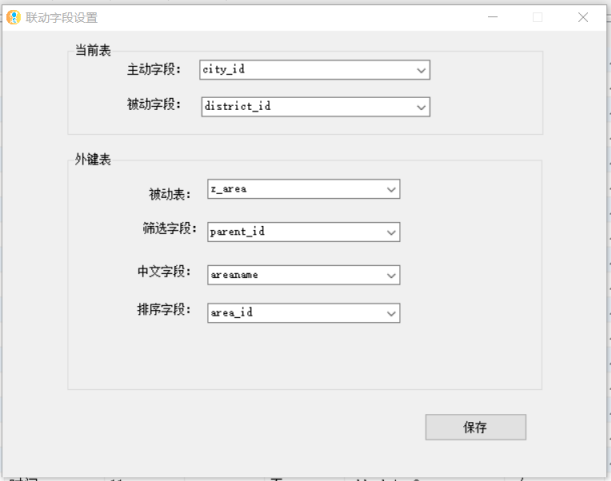 联动字段设置
当前表
主动字段： city_id
被动字段： district_id
外键表
被动表： z_area
筛选字段： parent_id
中文字段： areaname
排序字段： area_id
保存